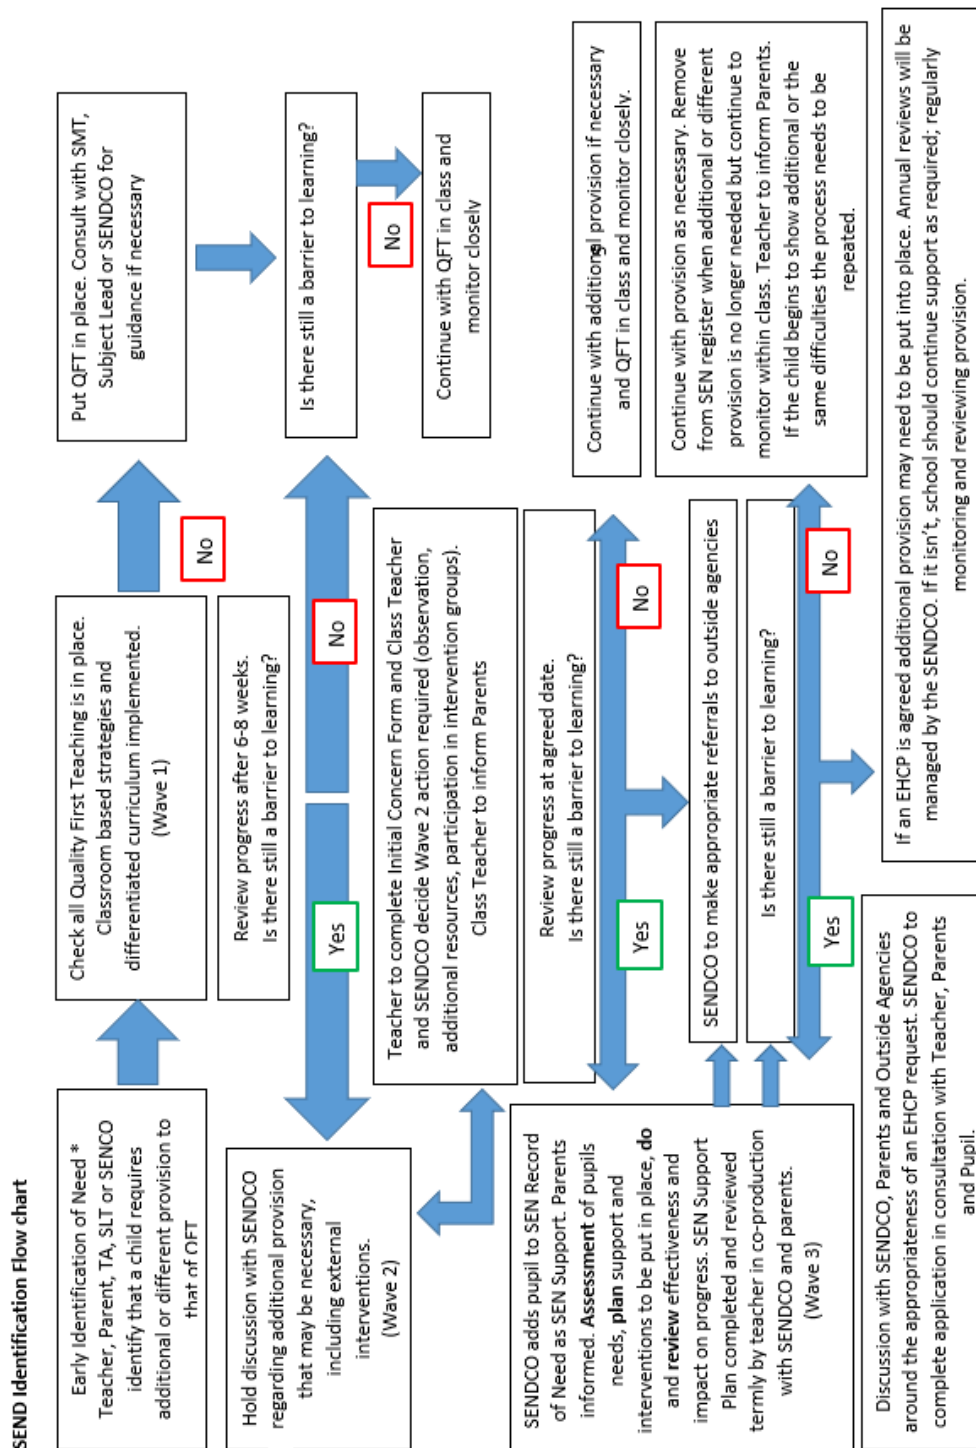 SEND Identification Flow chart
Early Identification of Need *
Teacher, Parent, TA, SLT or SENCO
identify that a child requires
additional or different provision to
that of QFT
Check all Quality First Teaching is in place.
Classroom based strategies and
differentiated curriculum implemented.
(Wave 1)
No
Put QFT in place. Consult with SMT,
Subject Lead or SENDCO for
guidance if necessary
Review progress after 6-8 weeks.
Is there still a barrier to learning?
Yes
No
Is there still a barrier to learning?
No
Continue with QFT in class and
monitor closely
Hold discussion with SENDCO
regarding additional provision
that may be necessary,
including external
interventions.
(Wave 2)
Teacher to complete Initial Concern Form and Class Teacher
and SENDCO decide Wave 2 action required (observation,
additional resources, participation in intervention groups).
Class Teacher to inform Parents
Review progress at agreed date.
Is there still a barrier to learning?
Yes
No
Continue with additional provision if necessary
and QFT in class and monitor closely.
SENDCO adds pupil to SEN Record
of Need as SEN Support. Parents
informed. Assessment of pupils
needs, plan support and
interventions to be put in place, do
and review effectiveness and
impact on progress. SEN Support
Plan completed and reviewed
termly by teacher in co-production
with SENDCO and parents.
(Wave 3)
SENDCO to make appropriate referrals to outside agencies
Is there still a barrier to learning?
Yes
No
Continue with provision as necessary. Remove
from SEN register when additional or different
provision is no longer needed but continue to
monitor within class. Teacher to inform Parents.
If the child begins to show additional or the
same difficulties the process needs to be
repeated.
Discussion with SENDCO, Parents and Outside Agencies
around the appropriateness of an EHCP request. SENDCO to
complete application in consultation with Teacher, Parents
and Pupil.
If an EHCP is agreed additional provision may need to be put into place. Annual reviews will be
managed by the SENDCO. If it isn't, school should continue support as required; regularly
monitoring and reviewing provision.